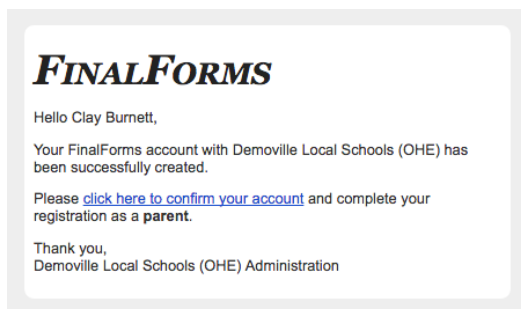 FINALFORMS
Hello Clay Burnett,
Your FinalForms account with Demoville Local Schools (OHE) has
been successfully created.
Please click here to confirm your account and complete your
registration as a parent.
Thank you,
Demoville Local Schools (OHE) Administration